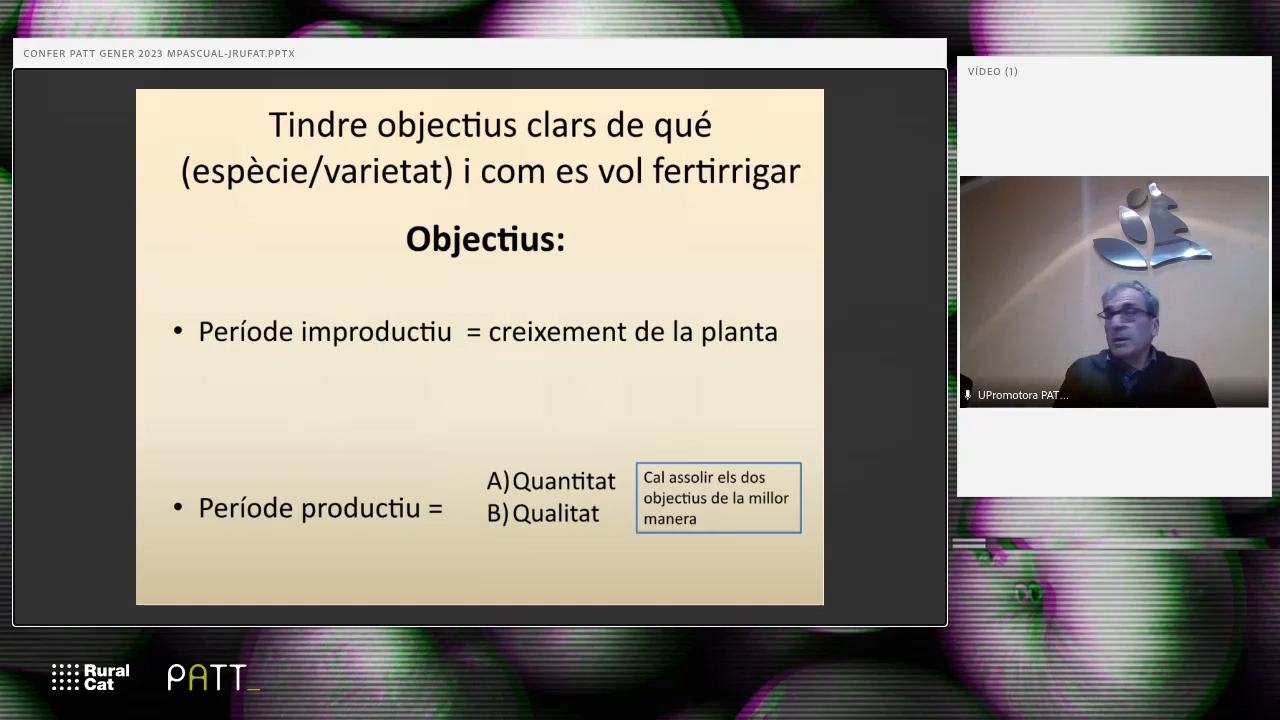 CONFER PATT GENER 2023 MPASCUAL-JRUFAT.PPTX
Tindre objectius clars de qué
(espècie/varietat) i com es vol fertirrigar
Objectius:
• Període improductiu = creixement de la planta
• Període productiu =
A) Quantitat
B) Qualitat
Cal assolir els dos
objectius de la millor
manera
VÍDEO (1)
UPromotora PAT...
Rural
Cat
PATT_